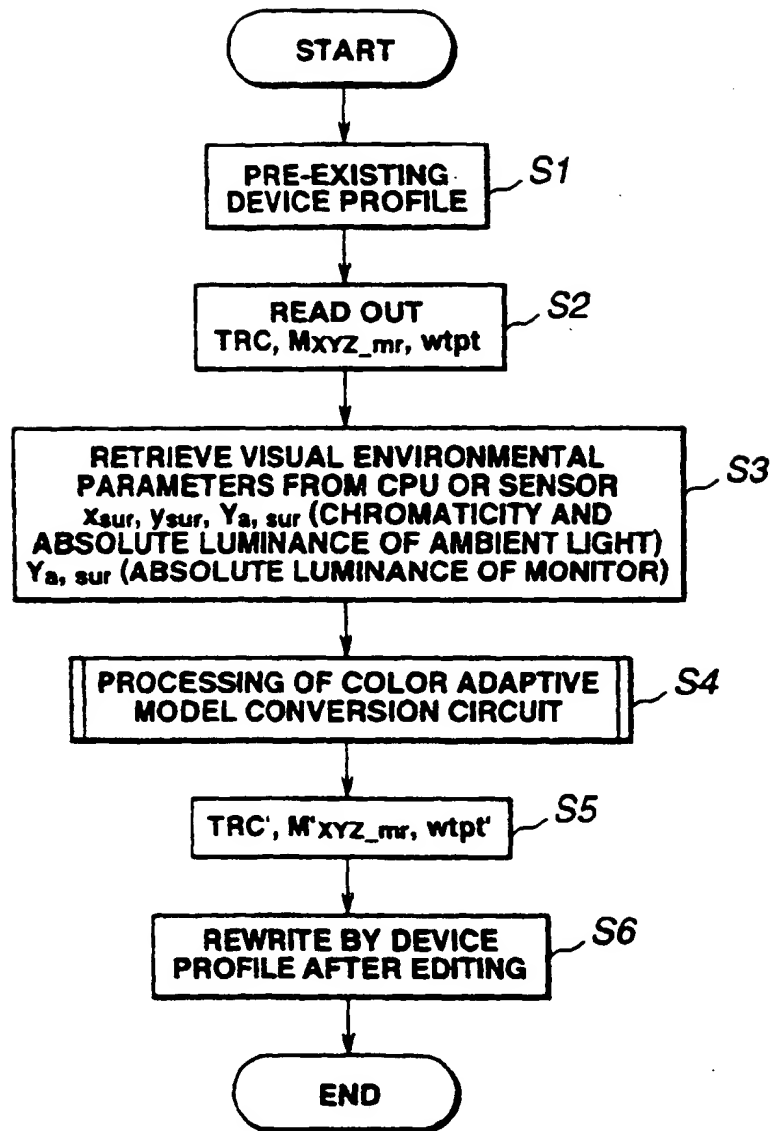 START
PRE-EXISTING
DEVICE PROFILE
S1
READ OUT
TRC, MXYZ_mr, wtpt
S2
RETRIEVE VISUAL ENVIRONMENTAL
PARAMETERS FROM CPU OR SENSOR
xsur, ysur, Ya, sur (CHROMATICITY AND
ABSOLUTE LUMINANCE OF AMBIENT LIGHT)
Ya, sur (ABSOLUTE LUMINANCE OF MONITOR)
S3
PROCESSING OF COLOR ADAPTIVE
MODEL CONVERSION CIRCUIT
S4
TRC', M'XYZ_mr, wtpt'
S5
REWRITE BY DEVICE
PROFILE AFTER EDITING
S6
END